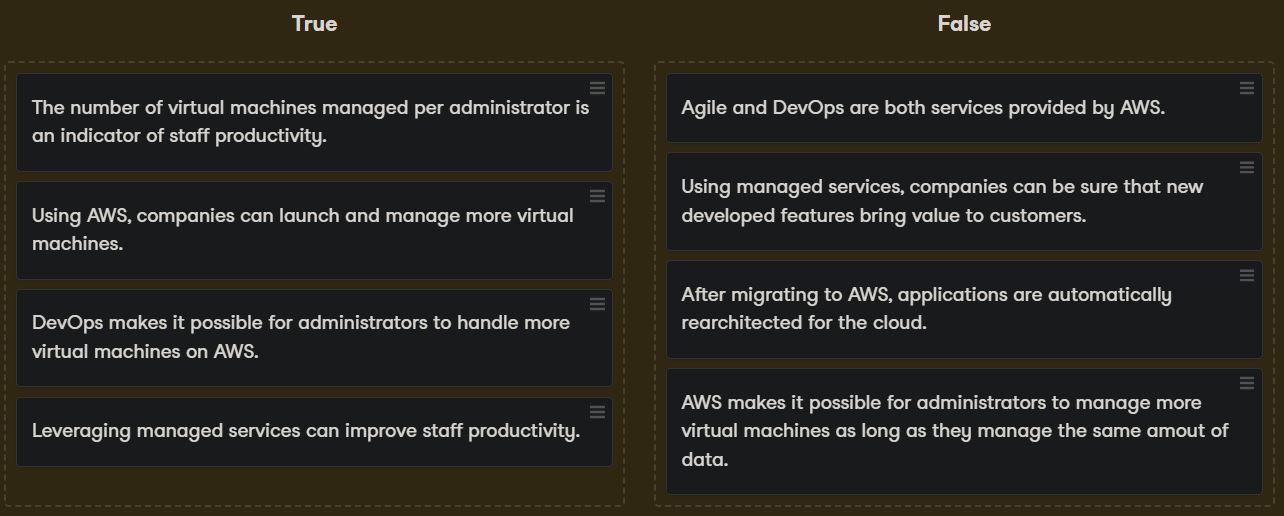 True
The number of virtual machines managed per administrator is
an indicator of staff productivity.
Using AWS, companies can launch and manage more virtual
machines.
DevOps makes it possible for administrators to handle more
virtual machines on AWS.
Leveraging managed services can improve staff productivity.
False
Agile and DevOps are both services provided by AWS.
Using managed services, companies can be sure that new
developed features bring value to customers.
After migrating to AWS, applications are automatically
rearchitected for the cloud.
AWS makes it possible for administrators to manage more
virtual machines as long as they manage the same amout of
data.